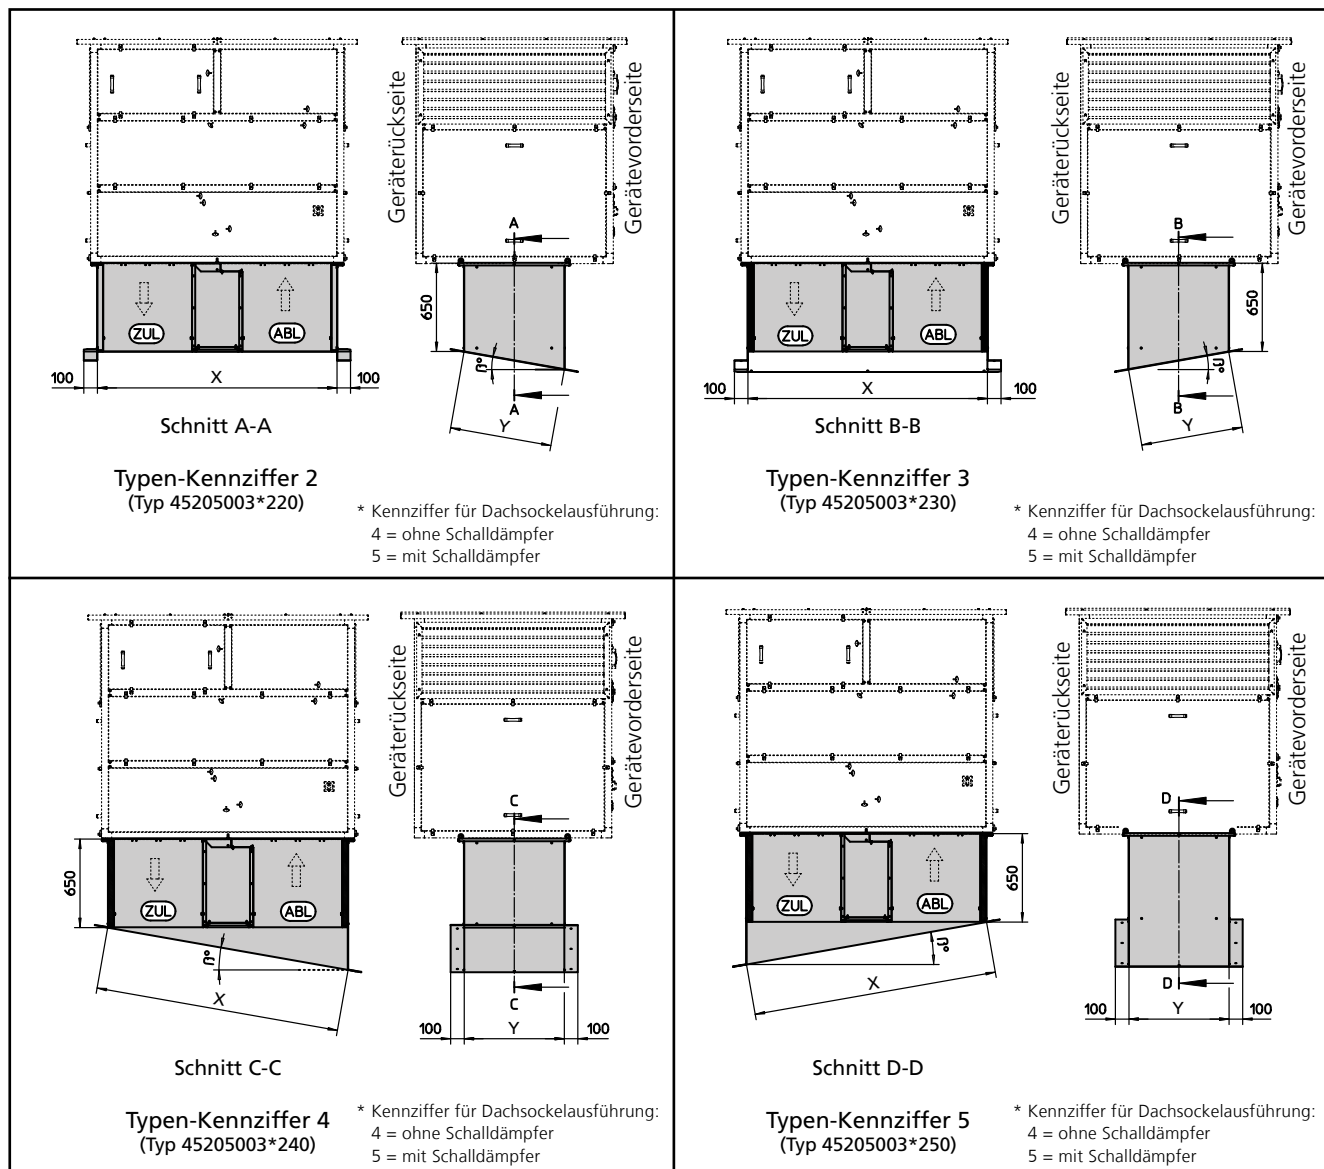 Geräterückseite
Gerätevorderseite
A
ZUL
ABL
650
β°
100
X
100
A
Y
Schnitt A-A
Typen-Kennziffer 2
(Typ 45205003*220)
* Kennziffer für Dachsockelausführung:
4 = ohne Schalldämpfer
5 = mit Schalldämpfer
Geräterückseite
Gerätevorderseite
B
ZUL
ABL
650
β°
100
X
100
B
Y
Schnitt B-B
Typen-Kennziffer 3
(Typ 45205003*230)
* Kennziffer für Dachsockelausführung:
4 = ohne Schalldämpfer
5 = mit Schalldämpfer
Geräterückseite
Gerätevorderseite
C
650
ZUL
ABL
β°
X
C
100
Y
100
Schnitt C-C
Typen-Kennziffer 4
(Typ 45205003*240)
* Kennziffer für Dachsockelausführung:
4 = ohne Schalldämpfer
5 = mit Schalldämpfer
Geräterückseite
Gerätevorderseite
D
650
ZUL
ABL
β°
X
D
100
Y
100
Schnitt D-D
Typen-Kennziffer 5
(Typ 45205003*250)
* Kennziffer für Dachsockelausführung:
4 = ohne Schalldämpfer
5 = mit Schalldämpfer